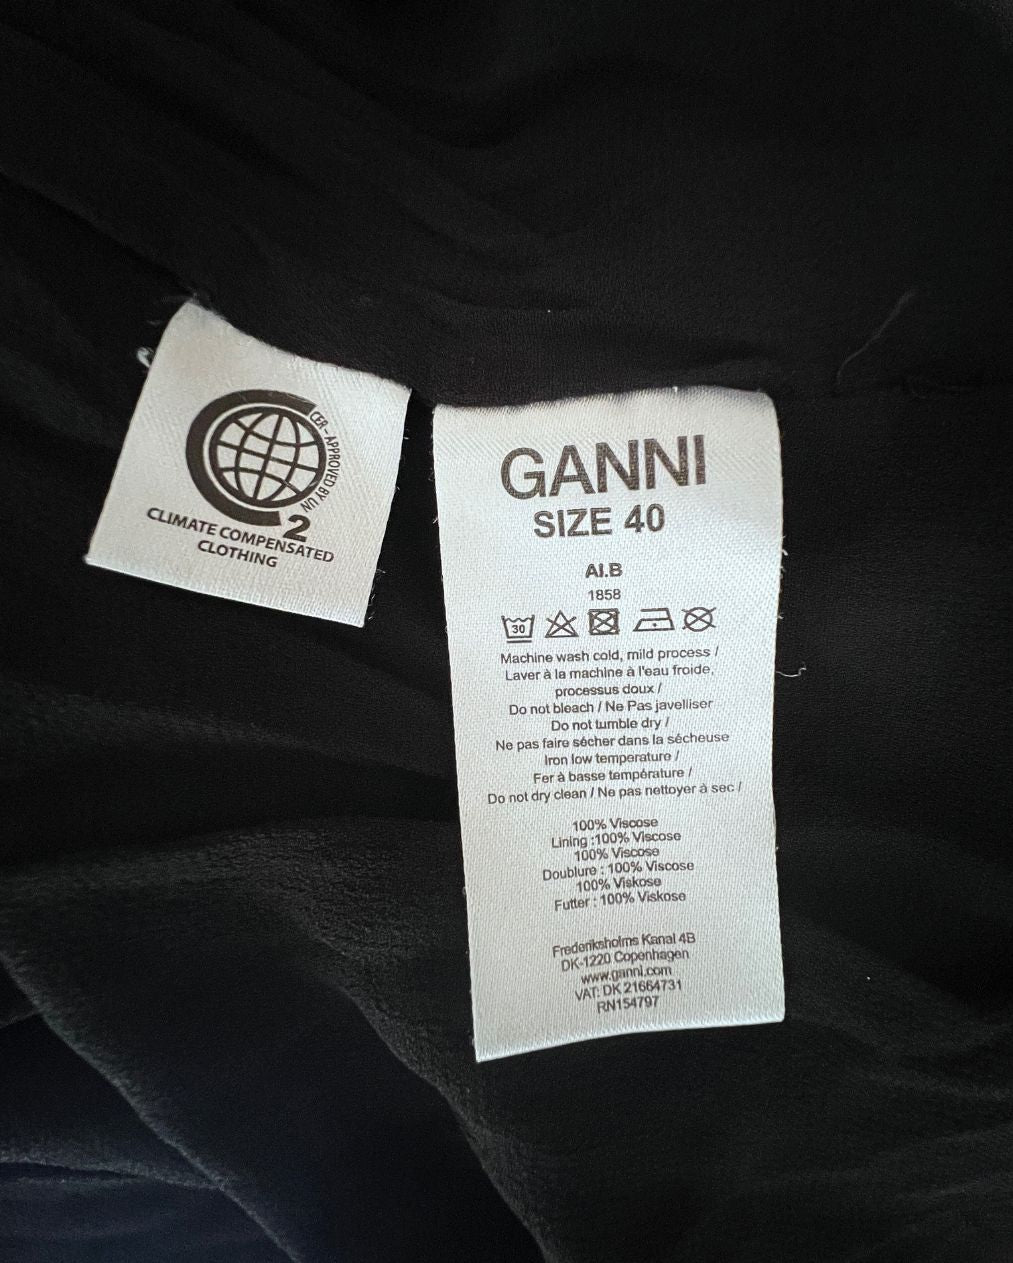 CER - APPROVED BY UN
2
CLIMATE COMPENSATED
CLOTHING
GANNI
SIZE 40
AI.B
1858
30
Machine wash cold, mild process /
Laver à la machine à l'eau froide,
processus doux /
Do not bleach / Ne Pas javelliser
Do not tumble dry /
Ne pas faire sécher dans la sécheuse
Iron low temperature /
Fer à basse température /
Do not dry clean / Ne pas nettoyer à sec /
100% Viscose
Lining :100% Viscose
100% Viscose
Doublure : 100% Viscose
100% Viskose
Futter : 100% Viskose
Frederiksholms Kanal 4B
DK-1220 Copenhagen
www.ganni.com
VAT: DK 21664731
RN154797